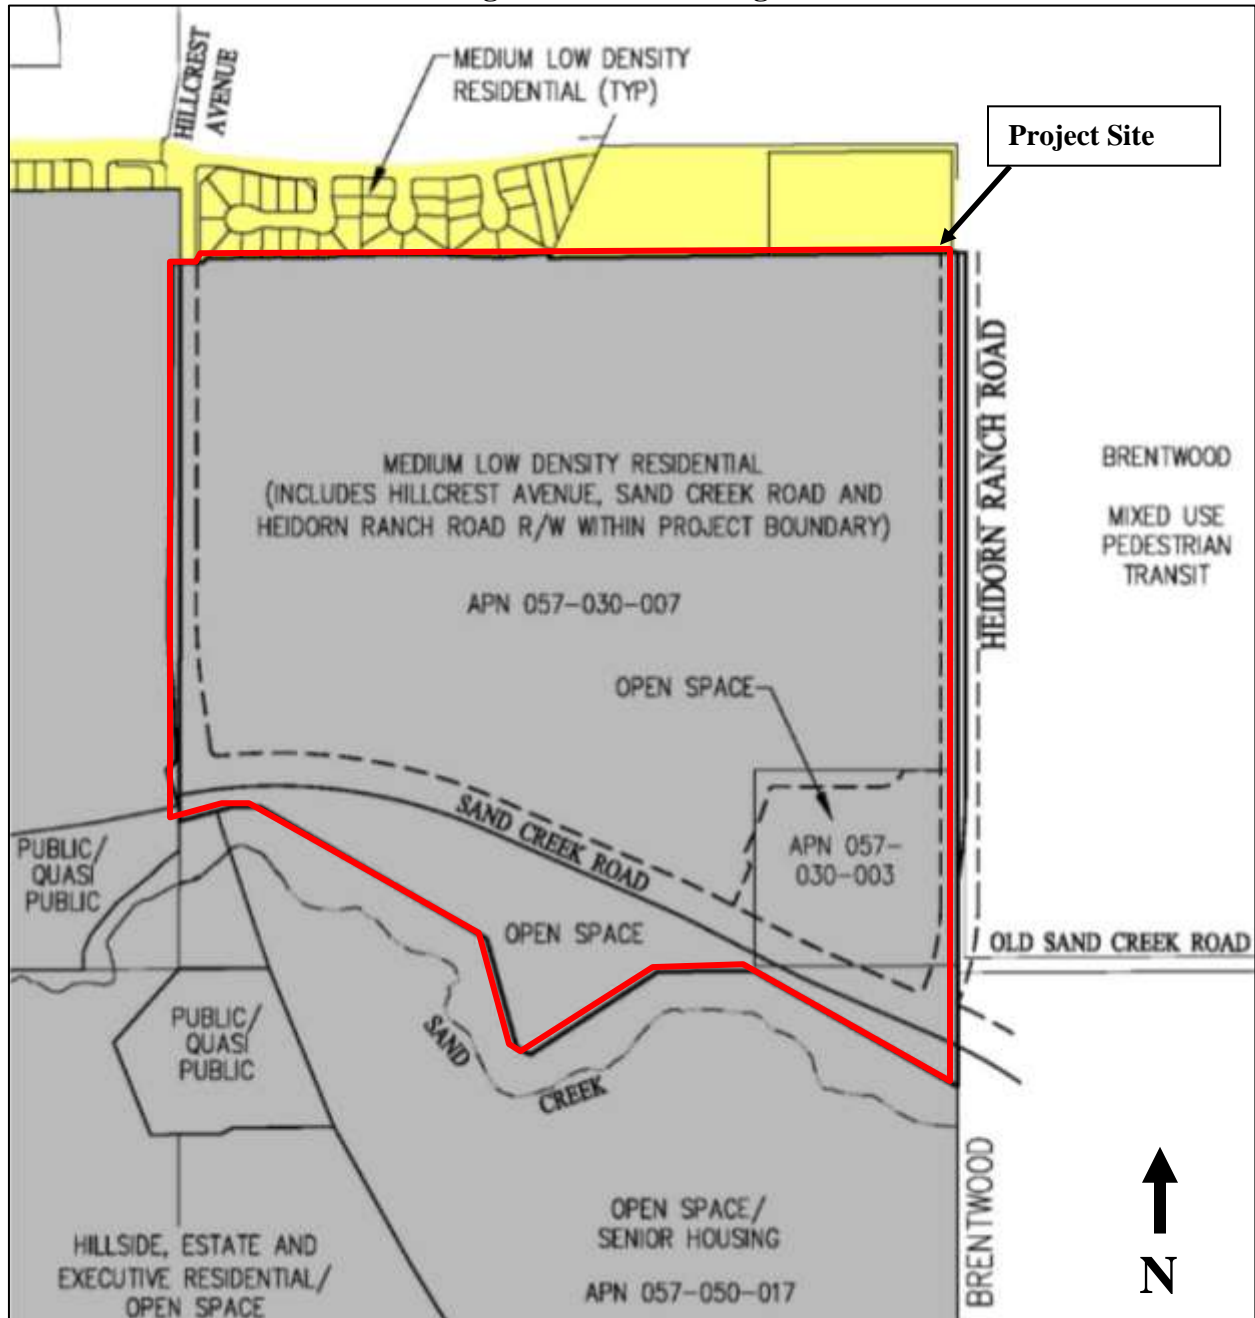 HILLCREST
AVENUE
MEDIUM LOW DENSITY
RESIDENTIAL (TYP)
Project Site
HEIDORN RANCH ROAD
MEDIUM LOW DENSITY RESIDENTIAL
(INCLUDES HILLCREST AVENUE, SAND CREEK ROAD AND
HEIDORN RANCH ROAD R/W WITHIN PROJECT BOUNDARY)
APN 057-030-007
BRENTWOOD
MIXED USE
PEDESTRIAN
TRANSIT
OPEN SPACE
SAND CREEK ROAD
APN 057-
030-003
PUBLIC/
QUASI
PUBLIC
OPEN SPACE
OLD SAND CREEK ROAD
PUBLIC/
QUASI
PUBLIC
SAND
CREEK
BRENTWOOD
OPEN SPACE/
SENIOR HOUSING
APN 057-050-017
HILLSIDE, ESTATE AND
EXECUTIVE RESIDENTIAL/
OPEN SPACE
N